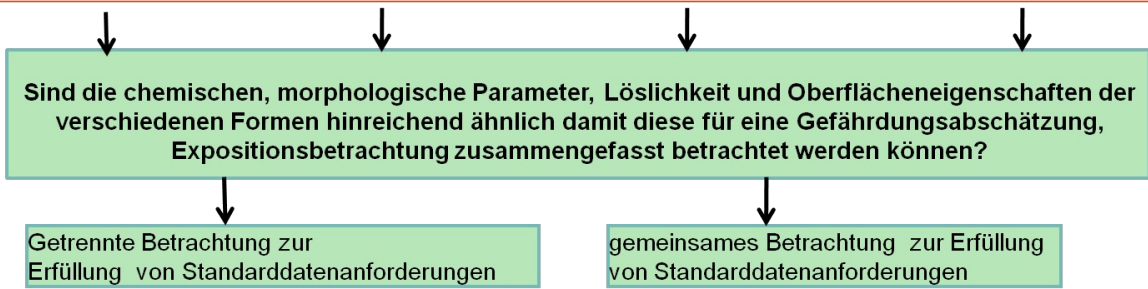 Sind die chemischen, morphologische Parameter, Löslichkeit und Oberflächeneigenschaften der
verschiedenen Formen hinreichend ähnlich damit diese für eine Gefährdungsabschätzung,
Expositionsbetrachtung zusammengefasst betrachtet werden können?
Getrennte Betrachtung zur
Erfüllung von Standarddatenanforderungen
gemeinsames Betrachtung zur Erfüllung
von Standarddatenanforderungen